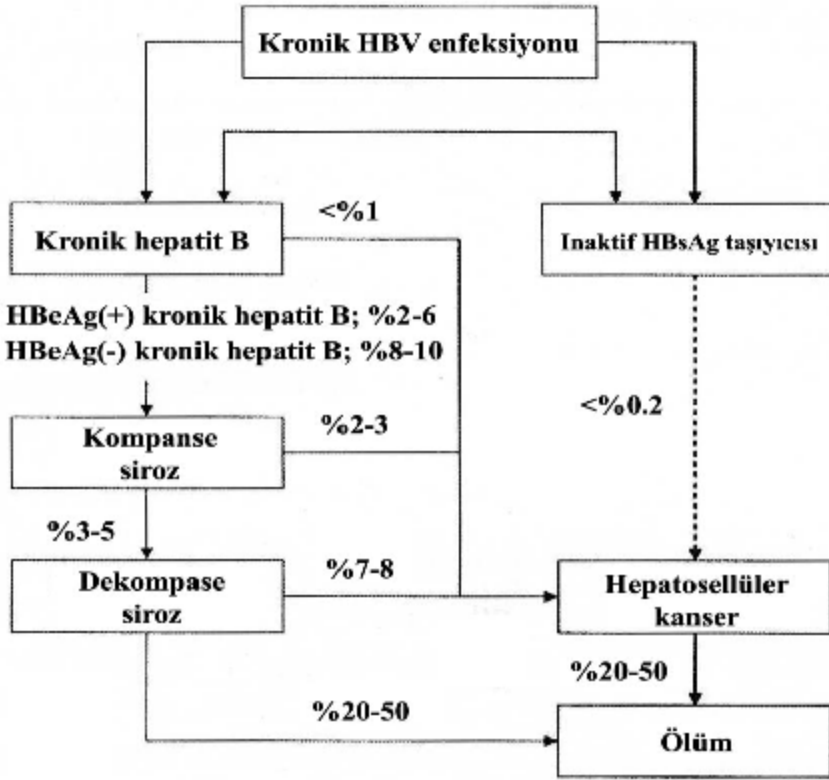 Kronik HBV enfeksiyonu
Kronik hepatit B
<%1
Inaktif HBsAg taşıyıcısı
HBeAg(+) kronik hepatit B; %2-6
HBeAg(-) kronik hepatit B; %8-10
<%0.2
Kompanse
siroz
%2-3
%3-5
Dekompase
siroz
%7-8
Hepatosellüler
kanser
%20-50
%20-50
Ölüm